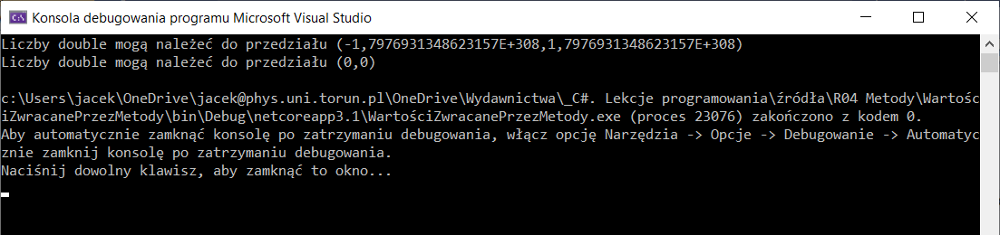 Konsola debugowania programu Microsoft Visual Studio
Liczby double mogą należeć do przedziału (-1,7976931348623157E+308,1,7976931348623157E+308)
Liczby double mogą należeć do przedziału (0,0)
c:\Users\jacek\OneDrive\jacek@phys.uni.torun.pl\OneDrive\Wydawnictwa\_C#. Lekcje programowania\źródła\R04 Metody\Wartośc
iZwracanePrzezMetody\bin\Debug\netcoreapp3.1\WartościZwracanePrzezMetody.exe (proces 23076) zakończono z kodem 0.
Aby automatycznie zamknąć konsolę po zatrzymaniu debugowania, włącz opcję Narzędzia -> Opcje -> Debugowanie -> Automatyc
znie zamknij konsolę po zatrzymaniu debugowania.
Naciśnij dowolny klawisz, aby zamknąć to okno...